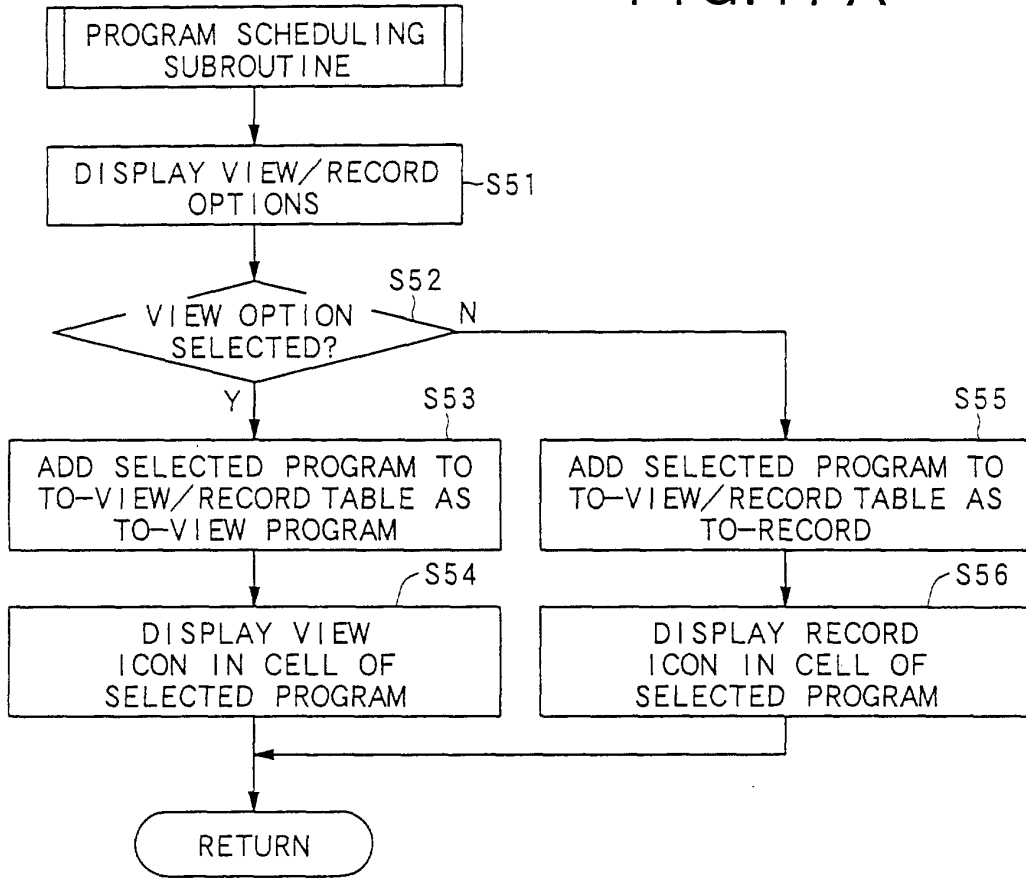 FIG. 17A
PROGRAM SCHEDULING
SUBROUTINE
DISPLAY VIEW/RECORD
OPTIONS
S51
S52
VIEW OPTION
SELECTED?
N
Y
S53
ADD SELECTED PROGRAM TO
TO-VIEW/RECORD TABLE AS
TO-VIEW PROGRAM
S55
ADD SELECTED PROGRAM TO
TO-VIEW/RECORD TABLE AS
TO-RECORD
S54
DISPLAY VIEW
ICON IN CELL OF
SELECTED PROGRAM
S56
DISPLAY RECORD
ICON IN CELL OF
SELECTED PROGRAM
RETURN